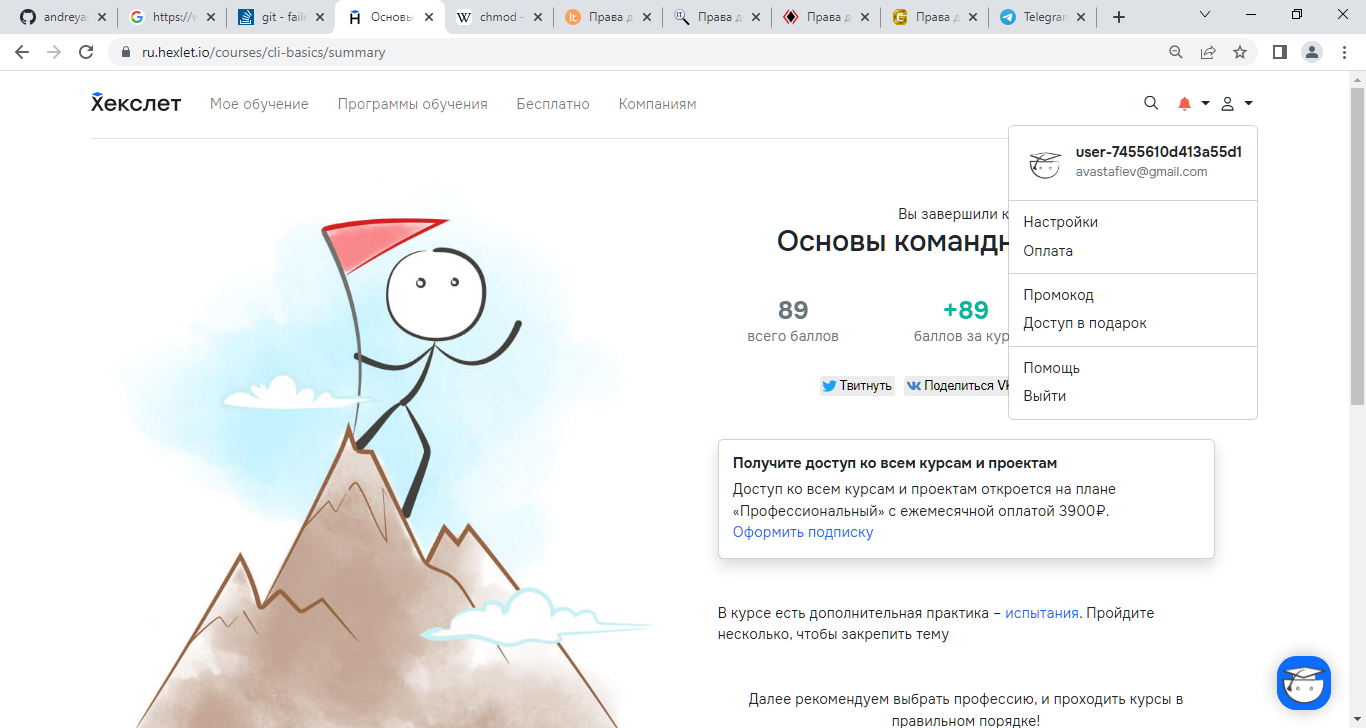 andreyas
https://w
git - faile
Основы
chmod –
Права д
Права д
Права д
Права д
Telegran
ru.hexlet.io/courses/cli-basics/summary
Хекслет Мое обучение Программы обучения Бесплатно Компаниям
user-7455610d413a55d1
avastafiev@gmail.com
Настройки
Оплата
Промокод
Доступ в подарок
Помощь
Выйти
Вы завершили к
Основы командн
89 +89
всего баллов баллов за кур
Твитнуть Поделиться VK
Получите доступ ко всем курсам и проектам
Доступ ко всем курсам и проектам откроется на плане
«Профессиональный» с ежемесячной оплатой 3900₽.
Оформить подписку
В курсе есть дополнительная практика – испытания. Пройдите
несколько, чтобы закрепить тему
Далее рекомендуем выбрать профессию, и проходить курсы в
правильном порядке!